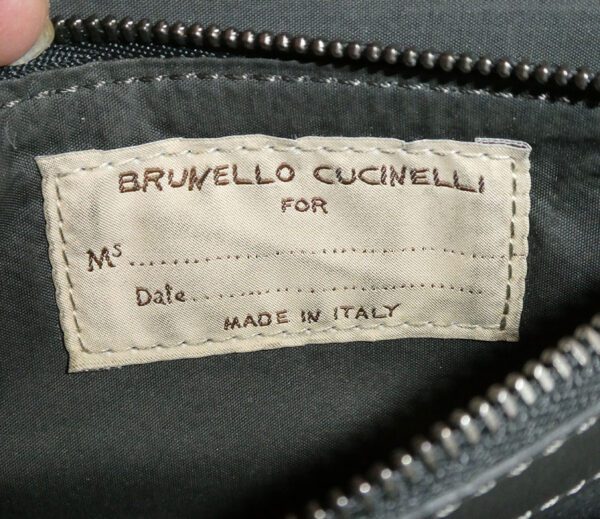 BRUNELLO CUCINELLI
FOR
Ms..............................
Date..............................
MADE IN ITALY